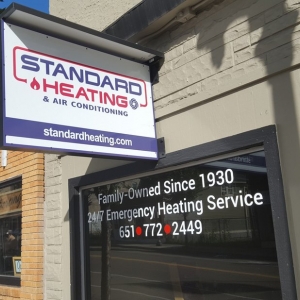 STANDARD
HEATING
& AIR CONDITIONING
standardheating.com
Family-Owned Since 1930
24/7 Emergency Heating Service
651•772•2449